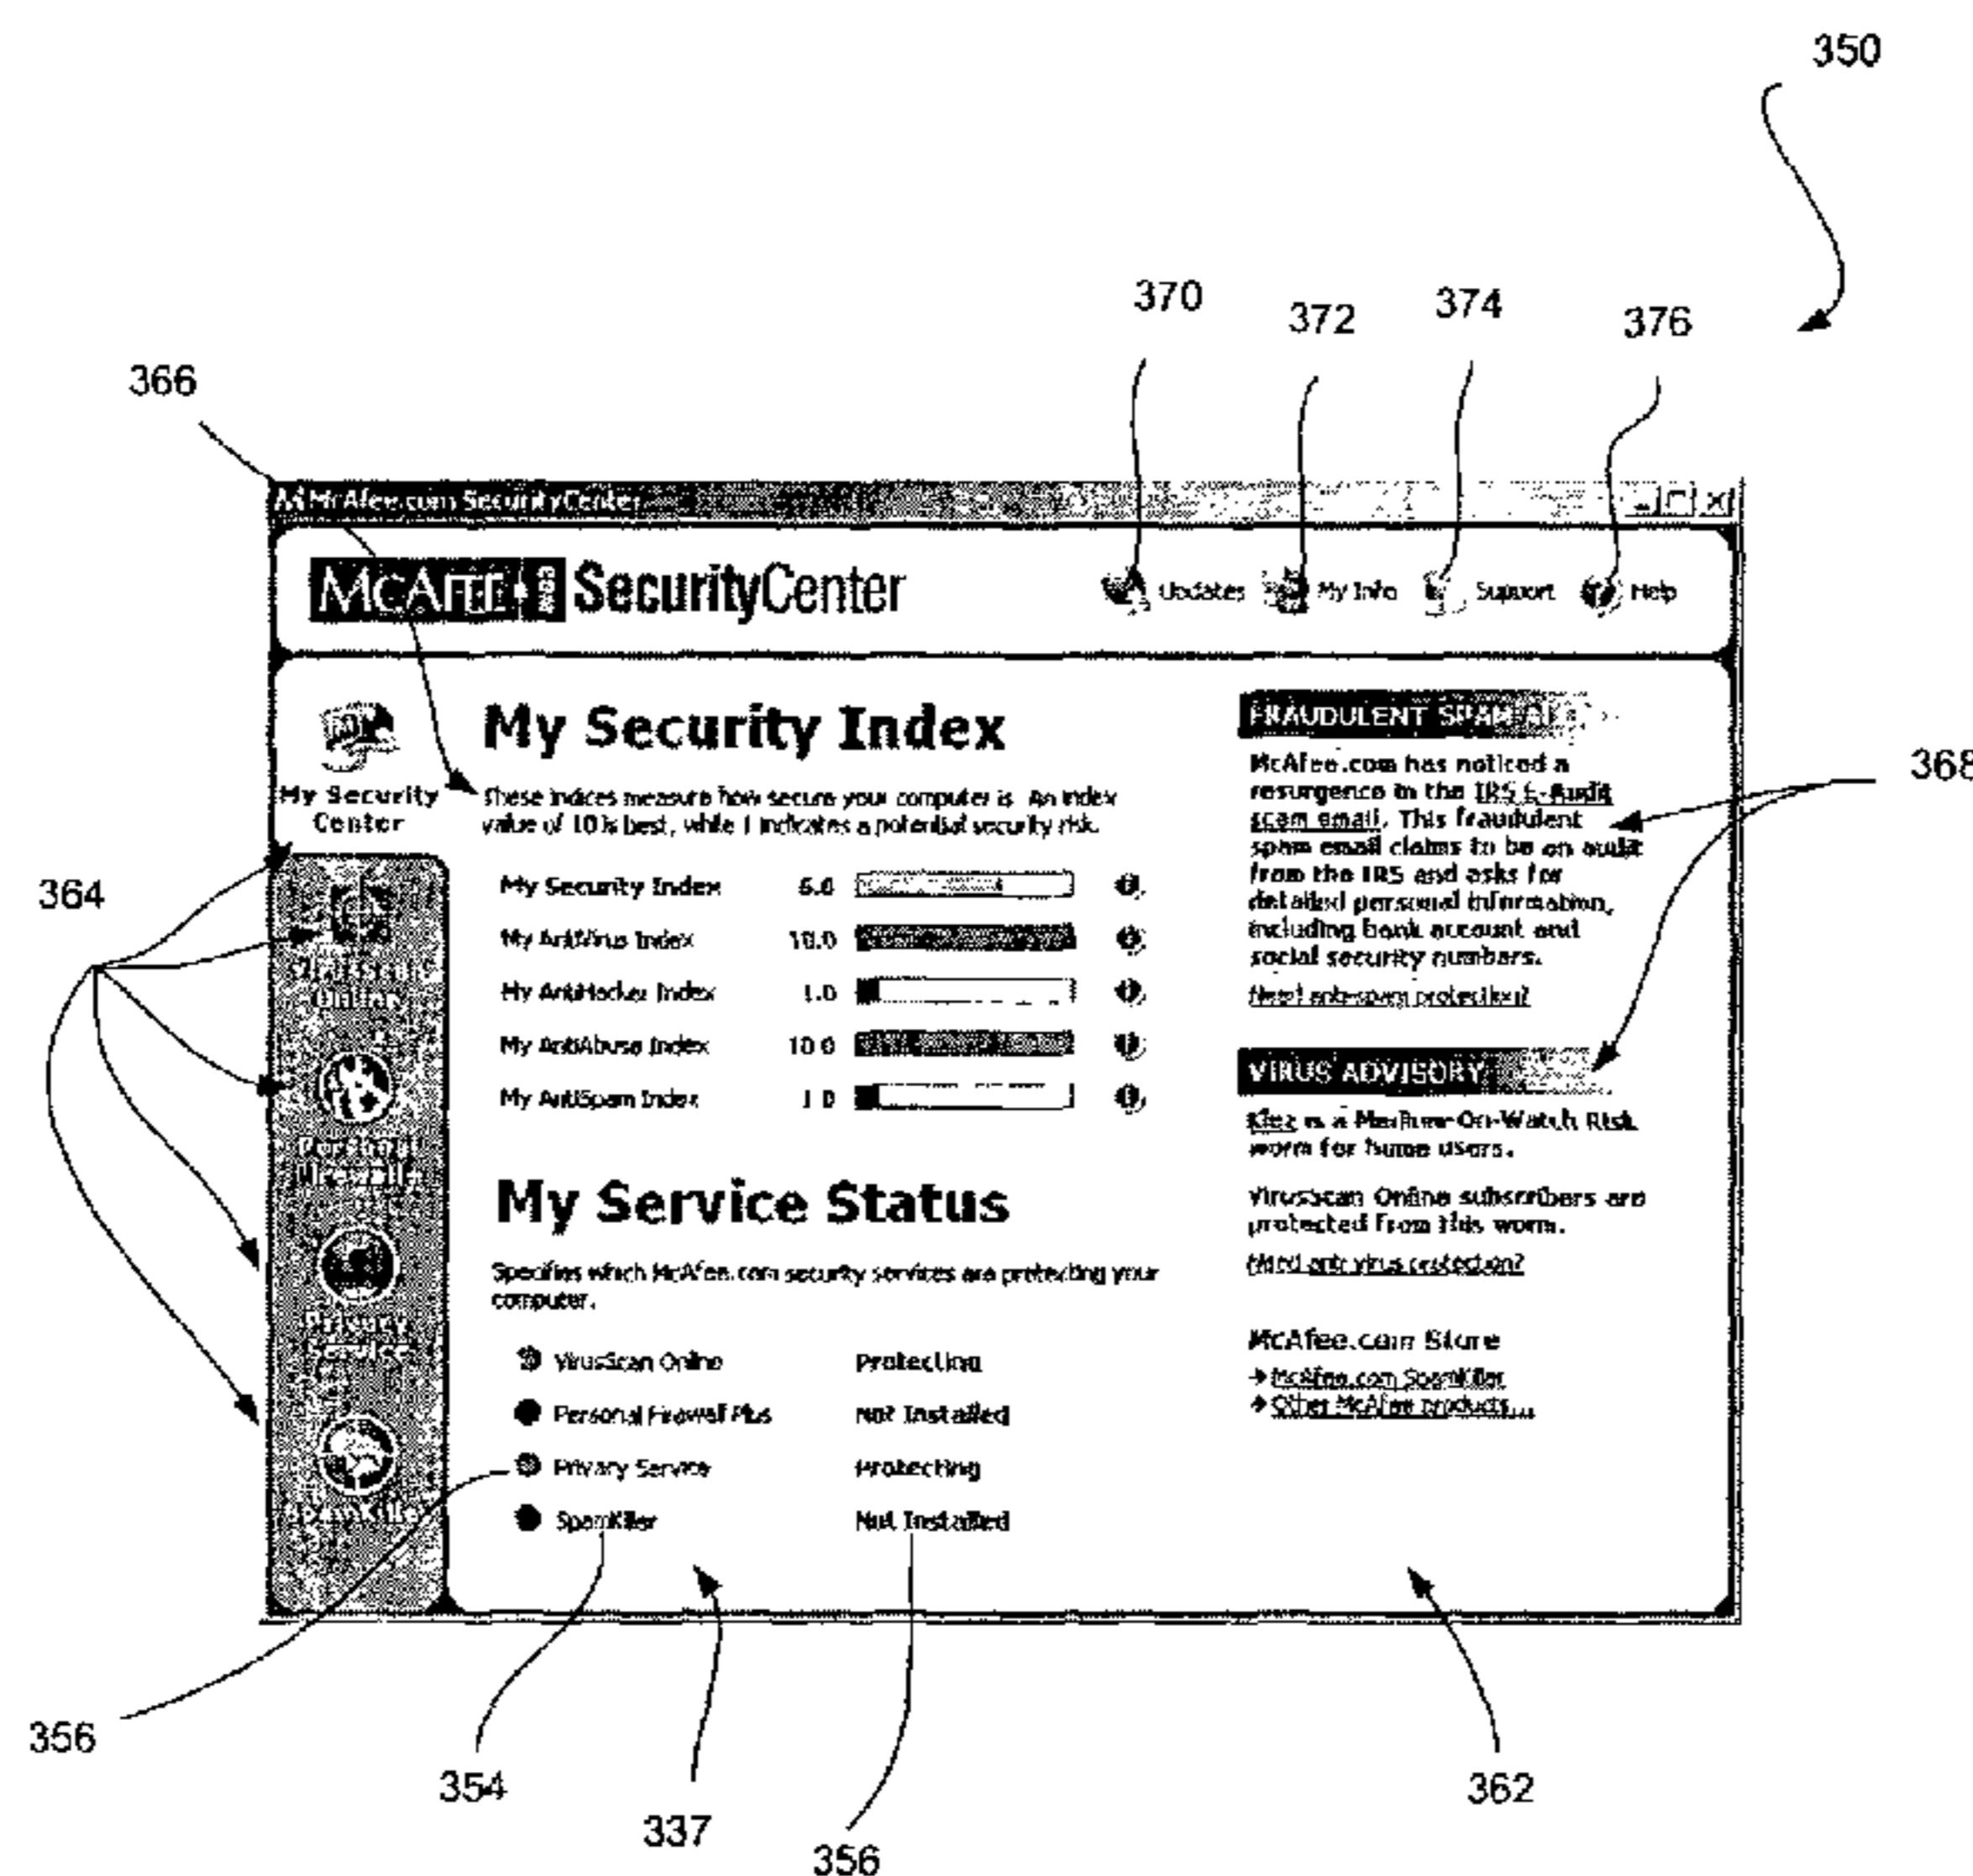 350
370
372
374
376
366
McAfee.com SecurityCenter
McAfee .com SecurityCenter
Updates
My Info
Support
Help
My Security
Center
364
Online
Personal
Firewall+
Privacy
Service
SpamKiller
My Security Index
These indices measure how secure your computer is. An index
value of 10 is best, while 1 indicates a potential security risk.
My Security Index 6.0
My AntiVirus Index 10.0
My AntiHacker Index 1.0
My AntiAbuse Index 10.0
My AntiSpam Index 1.0
My Service Status
Specifies which McAfee.com security services are protecting your
computer.
VirusScan Online Protecting
Personal Firewall Plus Not Installed
Privacy Service Protecting
SpamKiller Not Installed
FRAUDULENT SPAM
McAfee.com has noticed a
resurgence in the IRS E-Audit
scam email. This fraudulent
spam email claims to be an audit
from the IRS and asks for
detailed personal information,
including bank account and
social security numbers.
Need anti-spam protection?
368
VIRUS ADVISORY
Klez is a Medium-On-Watch Risk
worm for home users.
VirusScan Online subscribers are
protected from this worm.
Need anti-virus protection?
McAfee.com Store
McAfee.com SpamKiller
Other McAfee products...
356
354
337
356
362